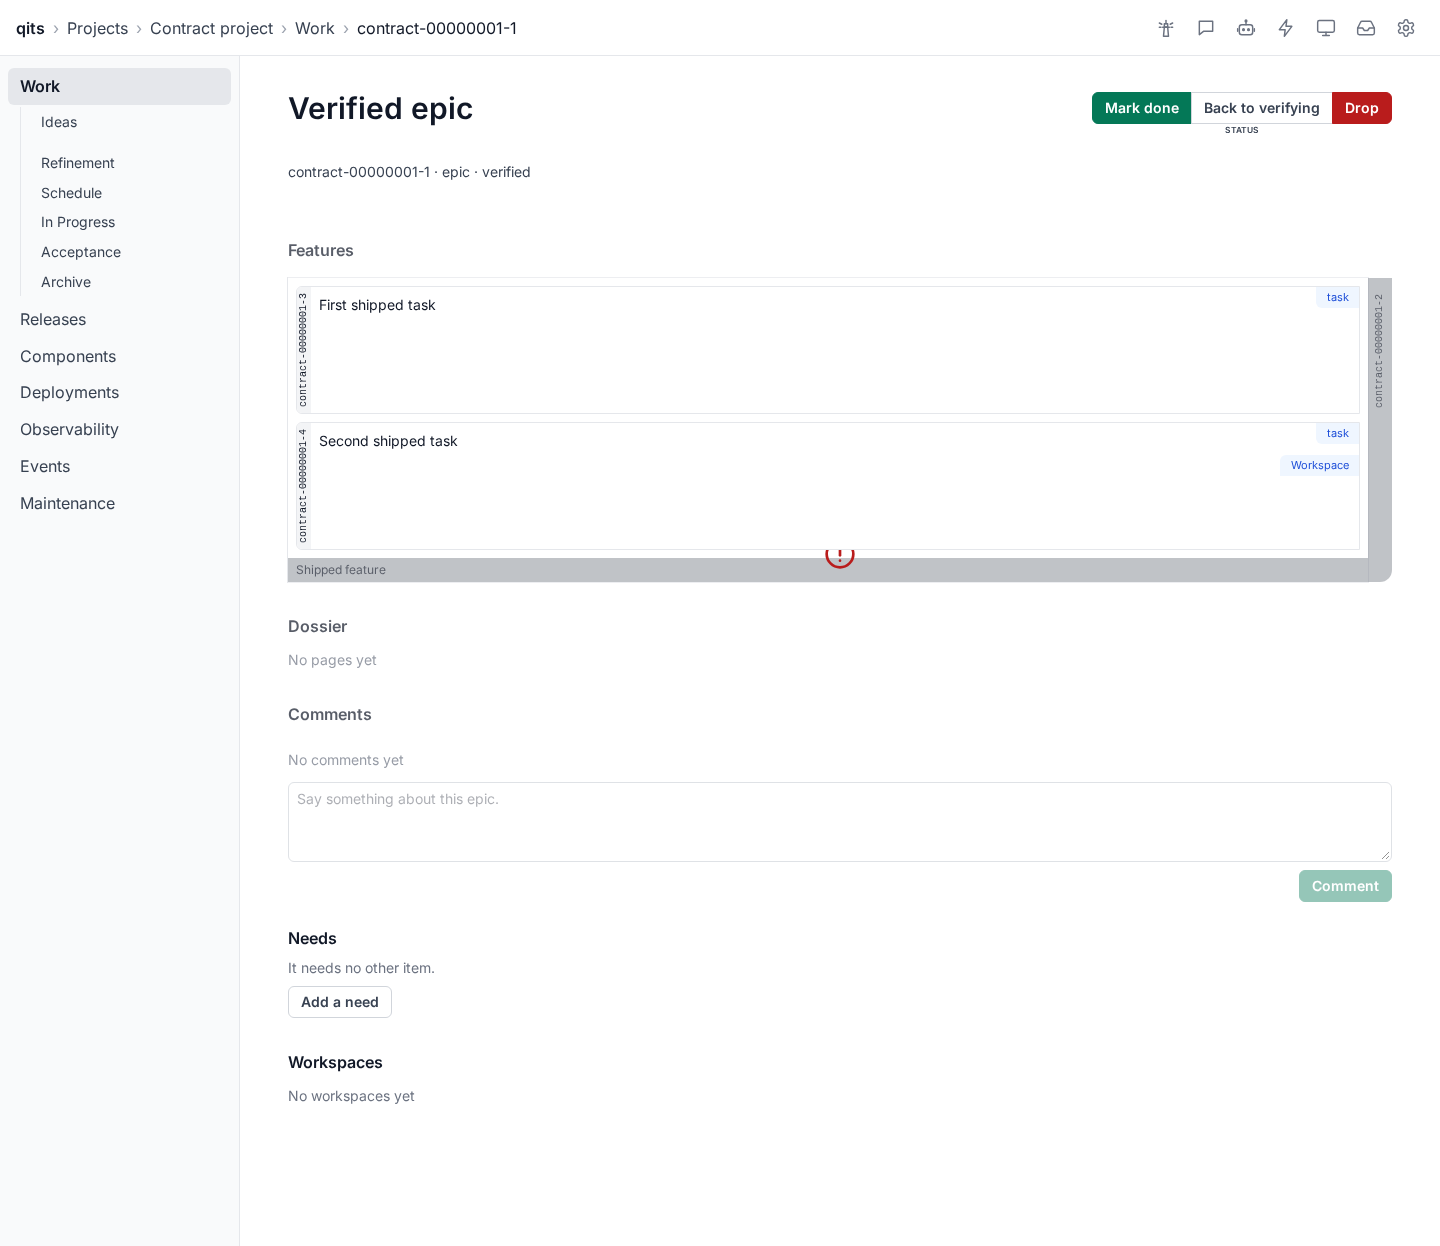 qits › Projects › Contract project › Work › contract-00000001-1
Work
Ideas
Refinement
Schedule
In Progress
Acceptance
Archive
Releases
Components
Deployments
Observability
Events
Maintenance
Verified epic
Mark done
Back to verifying
Drop
STATUS
contract-00000001-1 · epic · verified
Features
contract-00000001-3
First shipped task
task
contract-00000001-2
contract-00000001-4
Second shipped task
task
Workspace
Shipped feature
Dossier
No pages yet
Comments
No comments yet
Say something about this epic.
Comment
Needs
It needs no other item.
Add a need
Workspaces
No workspaces yet